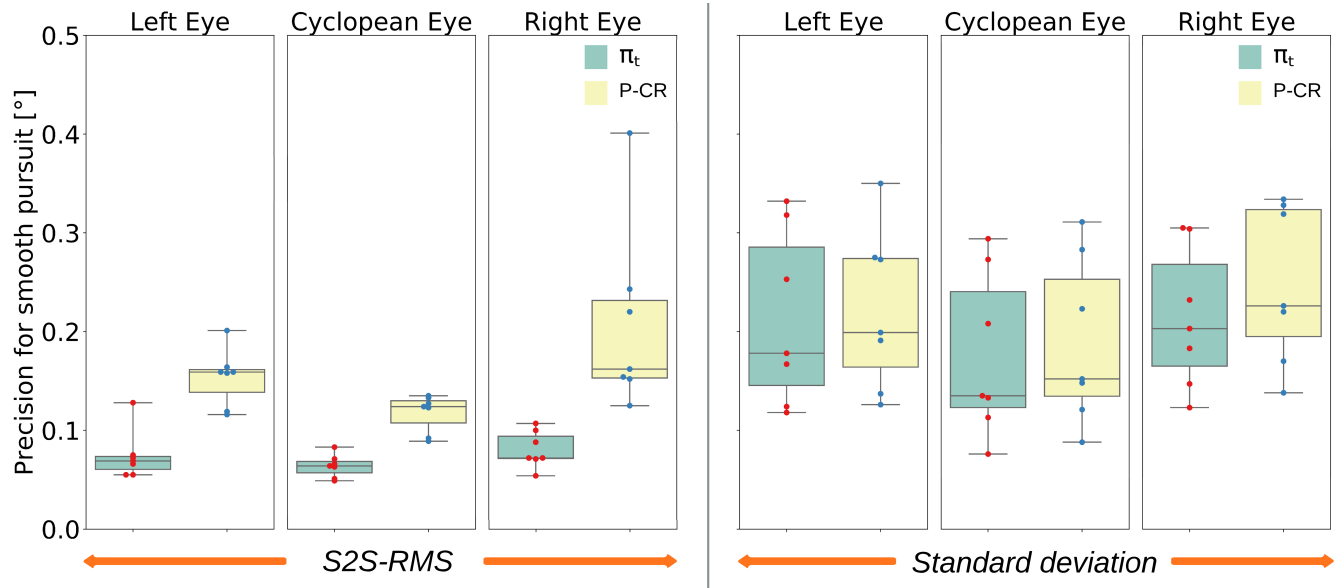 Left Eye Cyclopean Eye Right Eye Left Eye Cyclopean Eye Right Eye
Precision for smooth pursuit [°]
0.5
0.4
0.3
0.2
0.1
0.0
πt
P-CR
πt
P-CR
S2S-RMS
Standard deviation